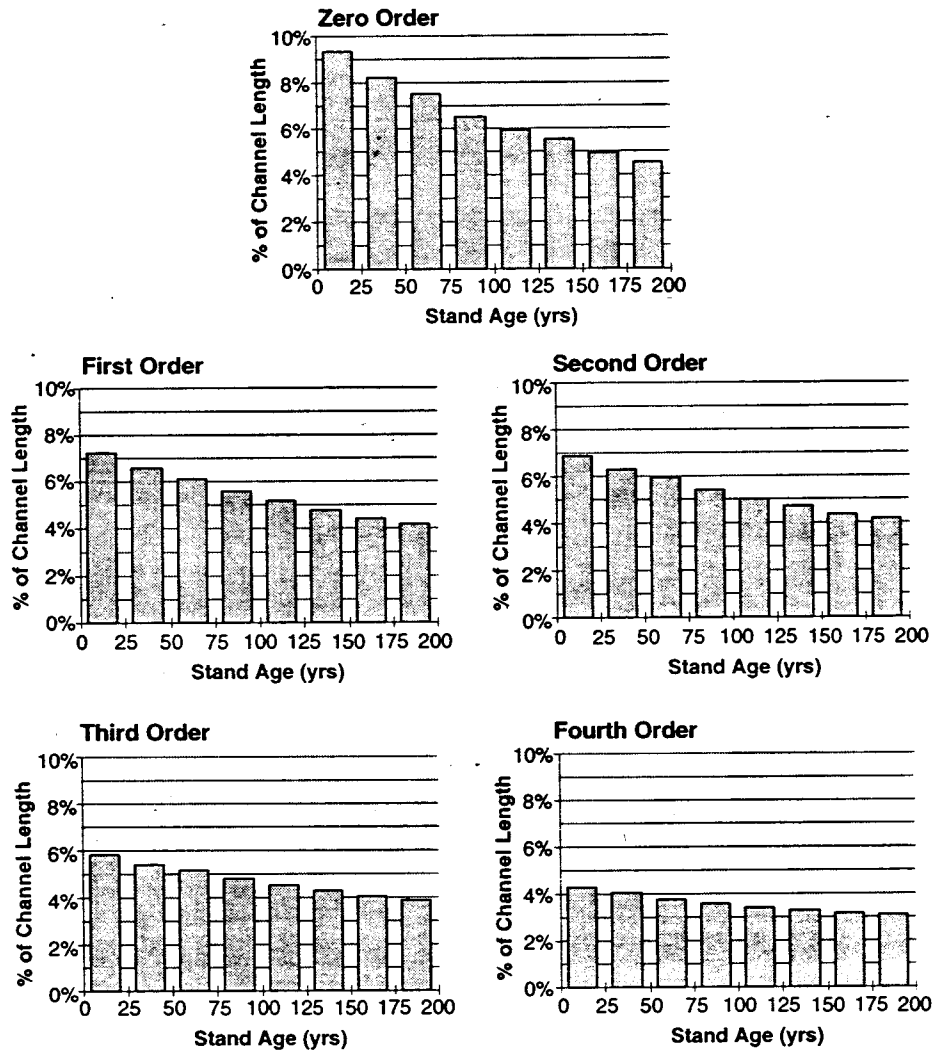 Zero Order
% of Channel Length
10%
8%
6%
4%
2%
0%
0 25 50 75 100 125 150 175 200
Stand Age (yrs)
First Order
% of Channel Length
10%
8%
6%
4%
2%
0%
0 25 50 75 100 125 150 175 200
Stand Age (yrs)
Second Order
% of Channel Length
10%
8%
6%
4%
2%
0%
0 25 50 75 100 125 150 175 200
Stand Age (yrs)
Third Order
% of Channel Length
10%
8%
6%
4%
2%
0%
0 25 50 75 100 125 150 175 200
Stand Age (yrs)
Fourth Order
% of Channel Length
10%
8%
6%
4%
2%
0%
0 25 50 75 100 125 150 175 200
Stand Age (yrs)